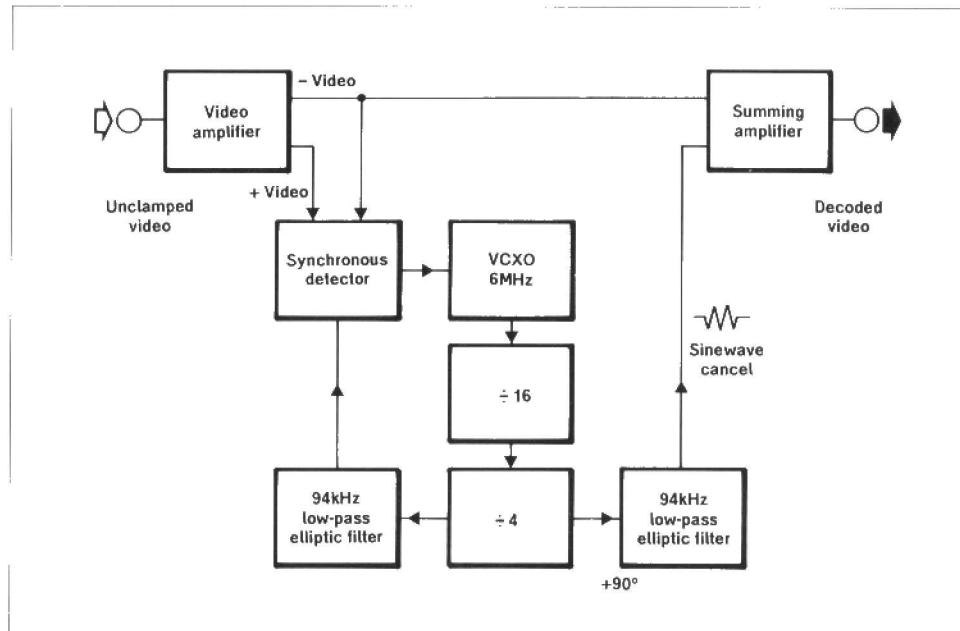 – Video
Video
amplifier
Summing
amplifier
+ Video
Unclamped
video
Decoded
video
Synchronous
detector
VCXO
6MHz
Sinewave
cancel
÷ 16
94kHz
low-pass
elliptic filter
÷ 4
94kHz
low-pass
elliptic filter
+90°